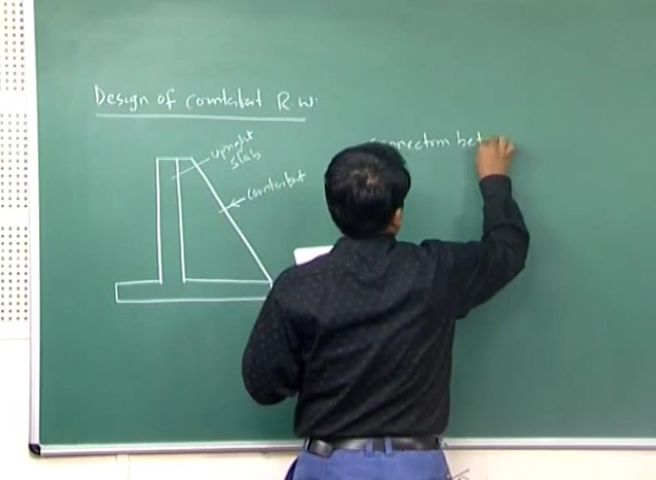 Design of counterfort R W.
upright
slab
counterfort
connection bet